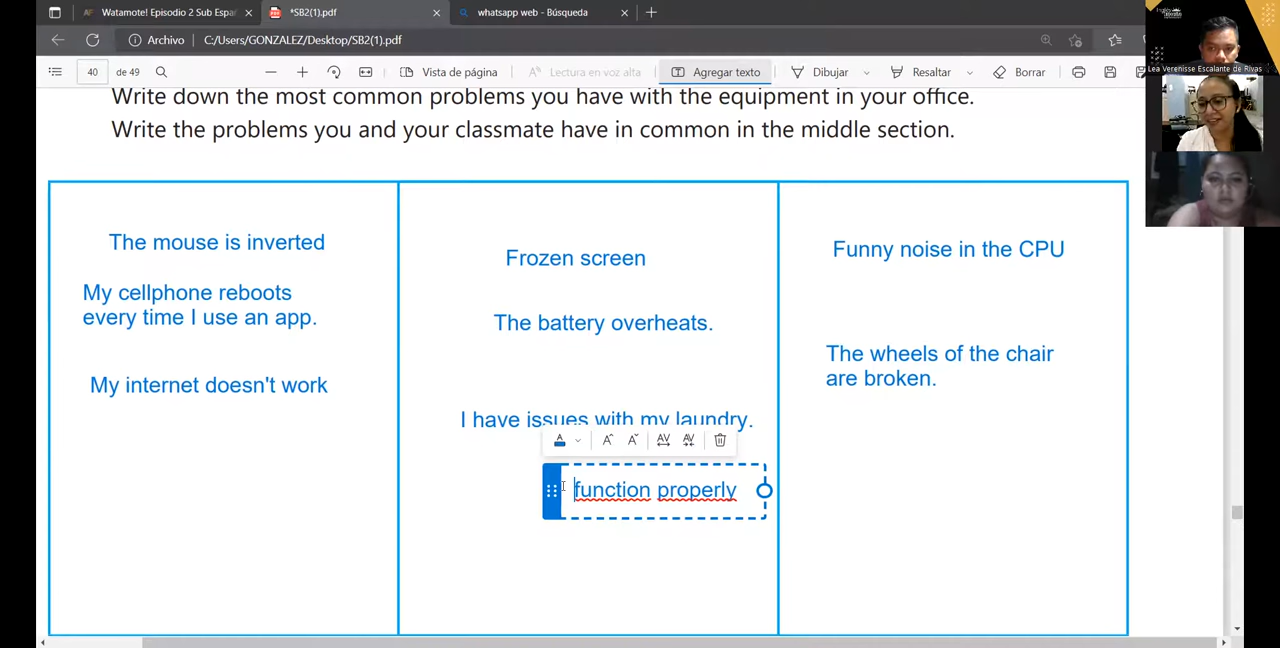 Watamote! Episodio 2 Sub Espa
*SB2(1).pdf
whatsapp web - Búsqueda
Archivo
C:/Users/GONZALEZ/Desktop/SB2(1).pdf
40
de 49
Vista de página
Lectura en voz alta
Agregar texto
Dibujar
Resaltar
Borrar
Lea Verenisse Escalante de Rivas
Write down the most common problems you have with the equipment in your office.
Write the problems you and your classmate have in common in the middle section.
The mouse is inverted
My cellphone reboots
every time I use an app.
My internet doesn't work
Frozen screen
The battery overheats.
I have issues with my laundry.
function properly
Funny noise in the CPU
The wheels of the chair
are broken.